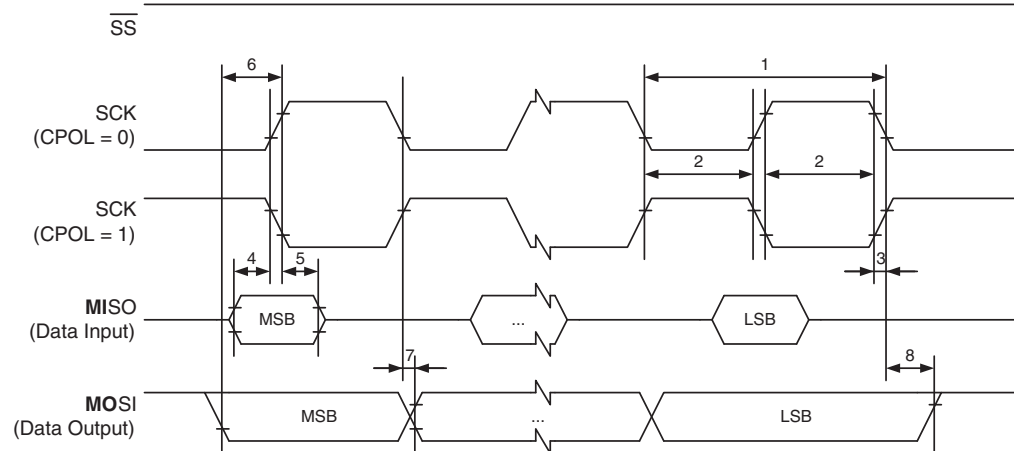 SS
6
1
SCK
(CPOL = 0)
2
2
SCK
(CPOL = 1)
4
5
3
MISO
(Data Input)
MSB
...
LSB
7
8
MOSI
(Data Output)
MSB
...
LSB